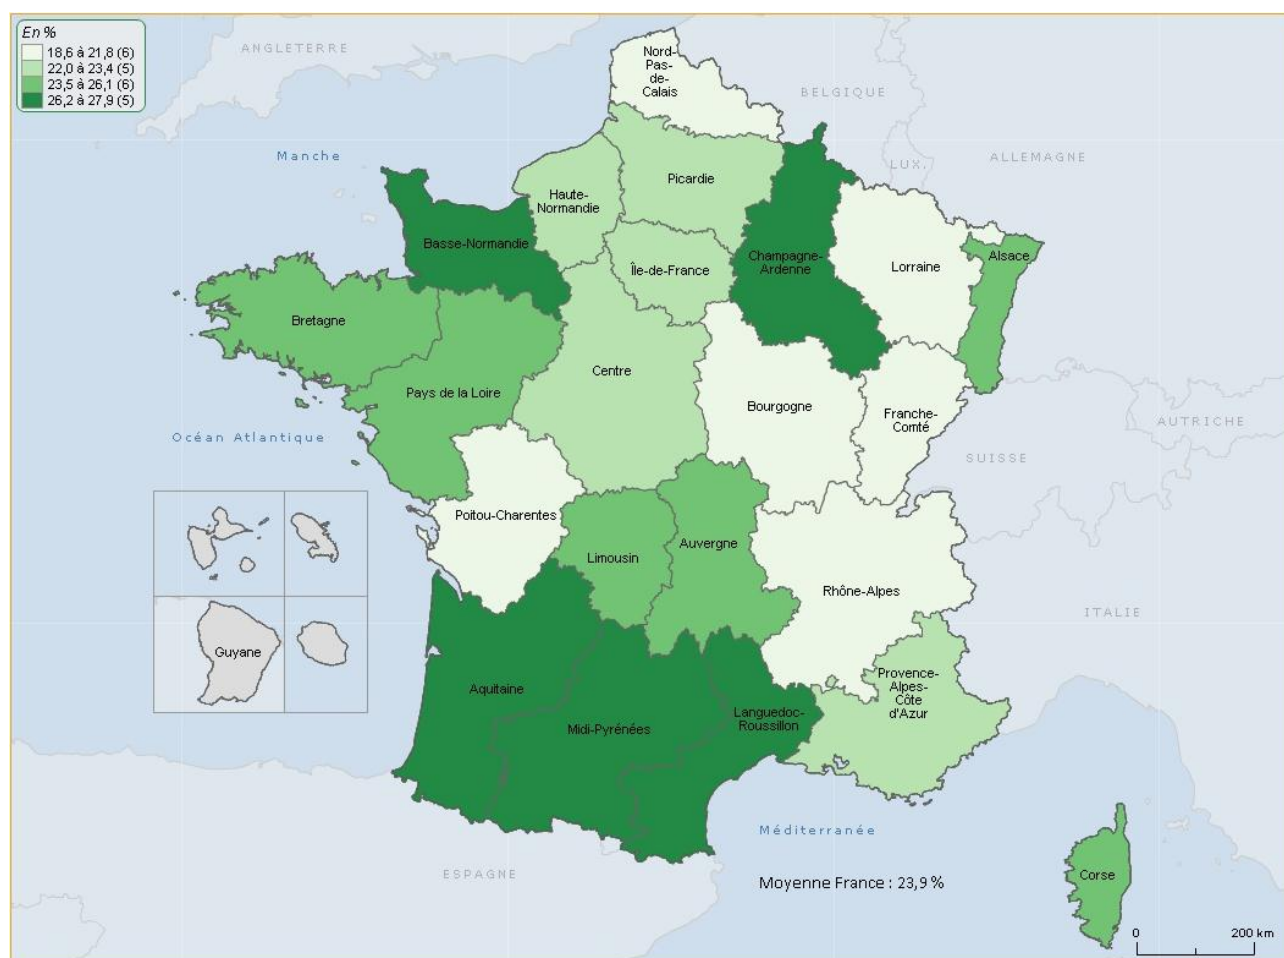 En %
18,6 à 21,8 (6)
22,0 à 23,4 (5)
23,5 à 26,1 (6)
26,2 à 27,9 (5)
ANGLETERRE
Nord-
Pas-
de-
Calais
BELGIQUE
Manche
LUX.
ALLEMAGNE
Picardie
Haute-
Normandie
Basse-Normandie
Île-de-France
Champagne-
Ardenne
Lorraine
Alsace
Bretagne
Centre
Pays de la Loire
Bourgogne
Franche-
Comté
AUTRICHE
Océan Atlantique
SUISSE
Poitou-Charentes
Limousin
Auvergne
Rhône-Alpes
ITALIE
Guyane
Aquitaine
Midi-Pyrénées
Languedoc-
Roussillon
Provence-
Alpes-
Côte
d'Azur
Méditerranée
ESPAGNE
Moyenne France : 23,9 %
Corse
0 200 km